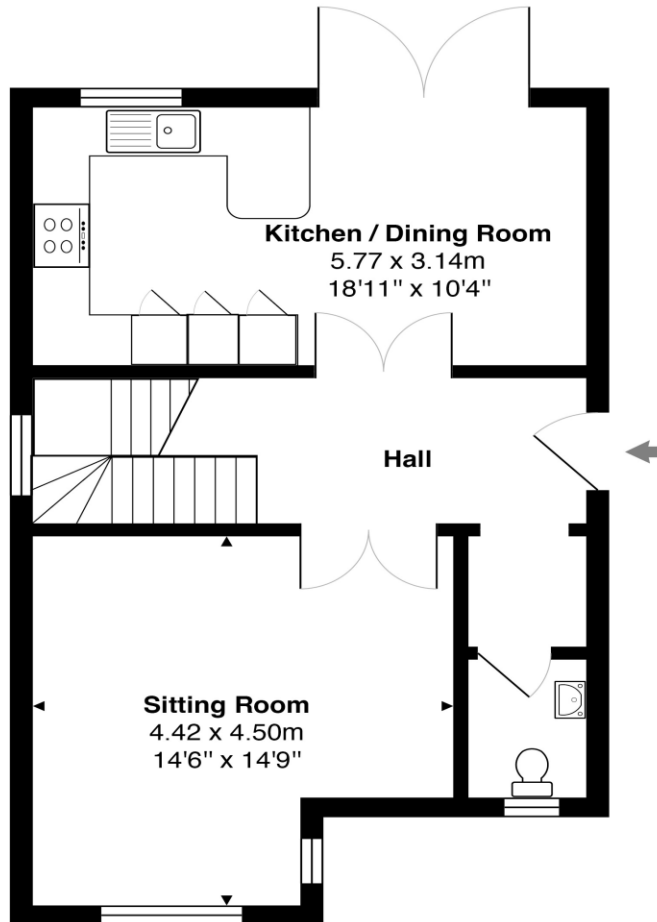 Kitchen / Dining Room
5.77 x 3.14m
18'11" x 10'4"
Hall
Sitting Room
4.42 x 4.50m
14'6" x 14'9"